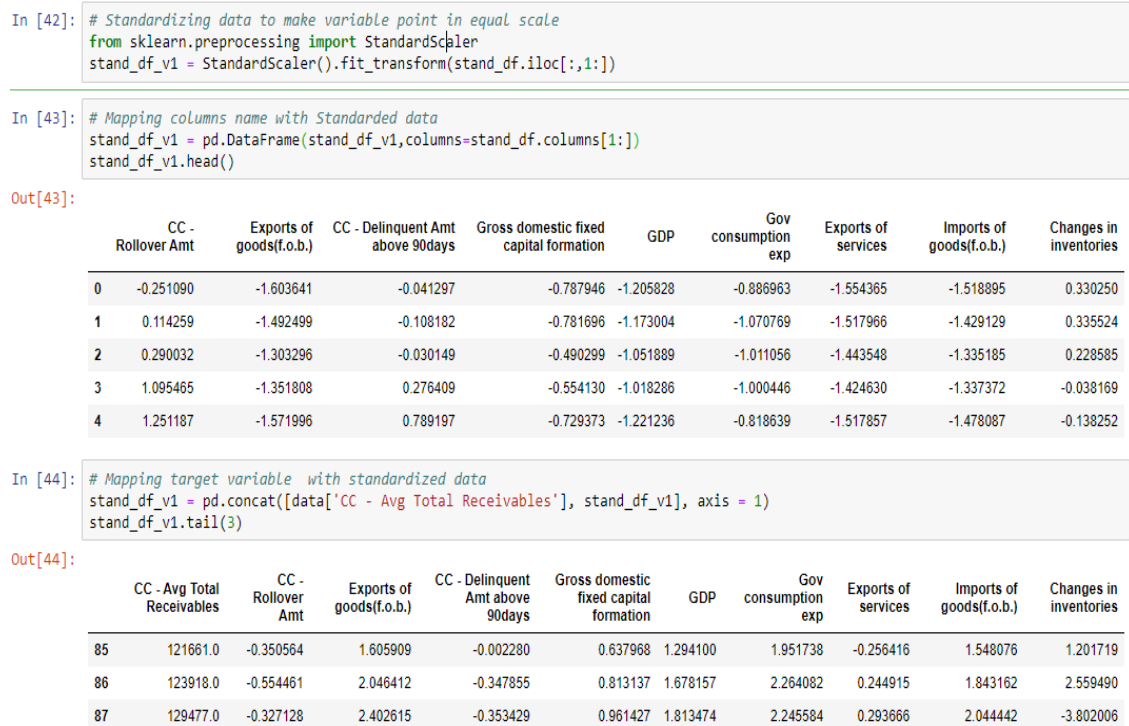 In [42]: # Standardizing data to make variable point in equal scale
from sklearn.preprocessing import StandardScaler
stand_df_v1 = StandardScaler().fit_transform(stand_df.iloc[:,1:])
In [43]: # Mapping columns name with Standarded data
stand_df_v1 = pd.DataFrame(stand_df_v1,columns=stand_df.columns[1:])
stand_df_v1.head()
Out[43]:
CC - Rollover Amt Exports of goods(f.o.b.) CC - Delinquent Amt above 90days Gross domestic fixed capital formation GDP Gov consumption exp Exports of services Imports of goods(f.o.b.) Changes in inventories
0 -0.251090 -1.603641 -0.041297 -0.787946 -1.205828 -0.886963 -1.554365 -1.518895 0.330250
1 0.114259 -1.492499 -0.108182 -0.781696 -1.173004 -1.070769 -1.517966 -1.429129 0.335524
2 0.290032 -1.303296 -0.030149 -0.490299 -1.051889 -1.011056 -1.443548 -1.335185 0.228585
3 1.095465 -1.351808 0.276409 -0.554130 -1.018286 -1.000446 -1.424630 -1.337372 -0.038169
4 1.251187 -1.571996 0.789197 -0.729373 -1.221236 -0.818639 -1.517857 -1.478087 -0.138252
In [44]: # Mapping target variable  with standardized data
stand_df_v1 = pd.concat([data['CC - Avg Total Receivables'], stand_df_v1], axis = 1)
stand_df_v1.tail(3)
Out[44]:
CC - Avg Total Receivables CC - Rollover Amt Exports of goods(f.o.b.) CC - Delinquent Amt above 90days Gross domestic fixed capital formation GDP Gov consumption exp Exports of services Imports of goods(f.o.b.) Changes in inventories
85 121661.0 -0.350564 1.605909 -0.002280 0.637968 1.294100 1.951738 -0.256416 1.548076 1.201719
86 123918.0 -0.554461 2.046412 -0.347855 0.813137 1.678157 2.264082 0.244915 1.843162 2.559490
87 129477.0 -0.327128 2.402615 -0.353429 0.961427 1.813474 2.245584 0.293666 2.044442 -3.802006